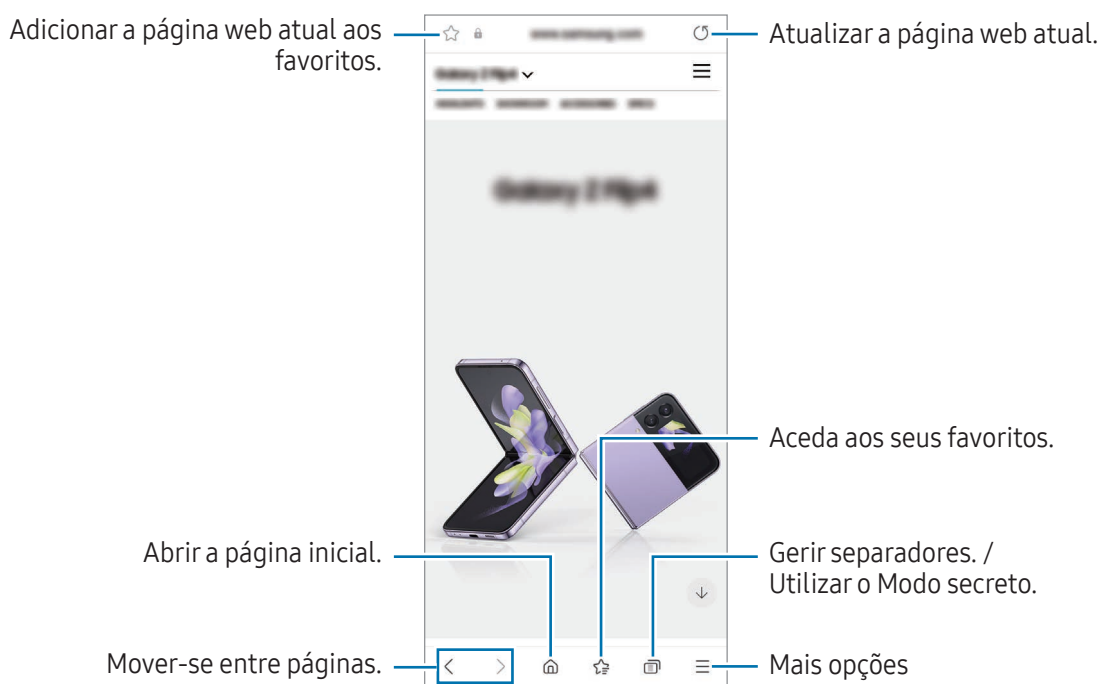 Adicionar a página web atual aos
favoritos.
Atualizar a página web atual.
Aceda aos seus favoritos.
Abrir a página inicial.
Gerir separadores. /
Utilizar o Modo secreto.
Mover-se entre páginas.
Mais opções